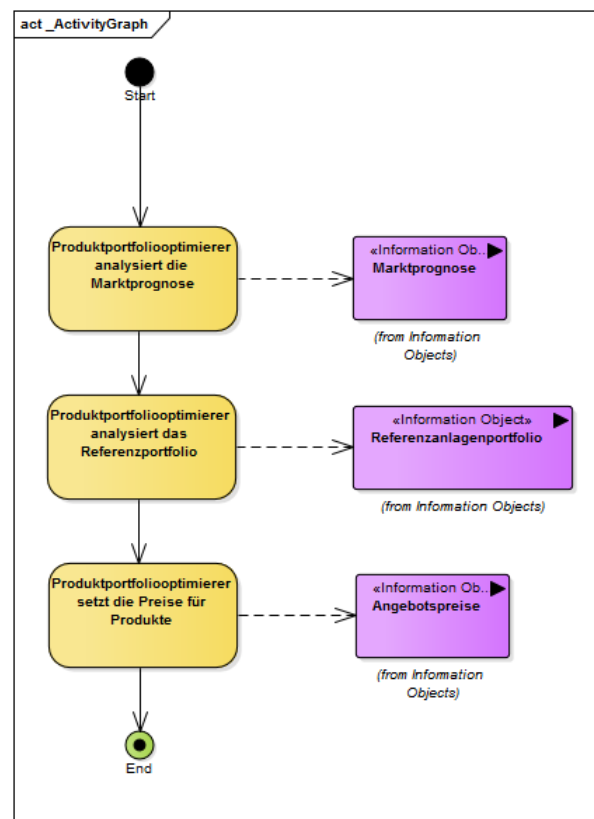 act _ActivityGraph
Start
Produktportfoliooptimierer
analysiert die
Marktprognose
«Information Ob...
Marktprognose
(from Information
Objects)
Produktportfoliooptimierer
analysiert das
Referenzportfolio
«Information Object»
Referenzanlagenportfolio
(from Information Objects)
Produktportfoliooptimierer
setzt die Preise für
Produkte
«Information Ob...
Angebotspreise
(from Information
Objects)
End